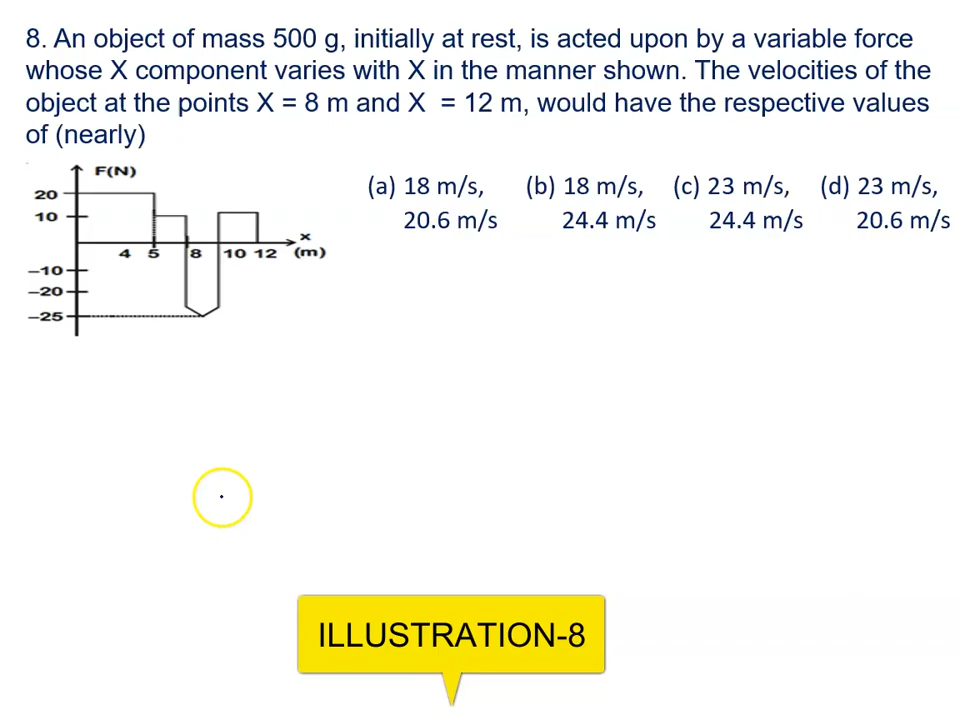 8. An object of mass 500 g, initially at rest, is acted upon by a variable force
whose X component varies with X in the manner shown. The velocities of the
object at the points X = 8 m and X = 12 m, would have the respective values
of (nearly)
F(N)
20
10
-10
-20
-25
4 5 8 10 12
x
(m)
(a) 18 m/s, (b) 18 m/s, (c) 23 m/s, (d) 23 m/s,
20.6 m/s 24.4 m/s 24.4 m/s 20.6 m/s
ILLUSTRATION-8